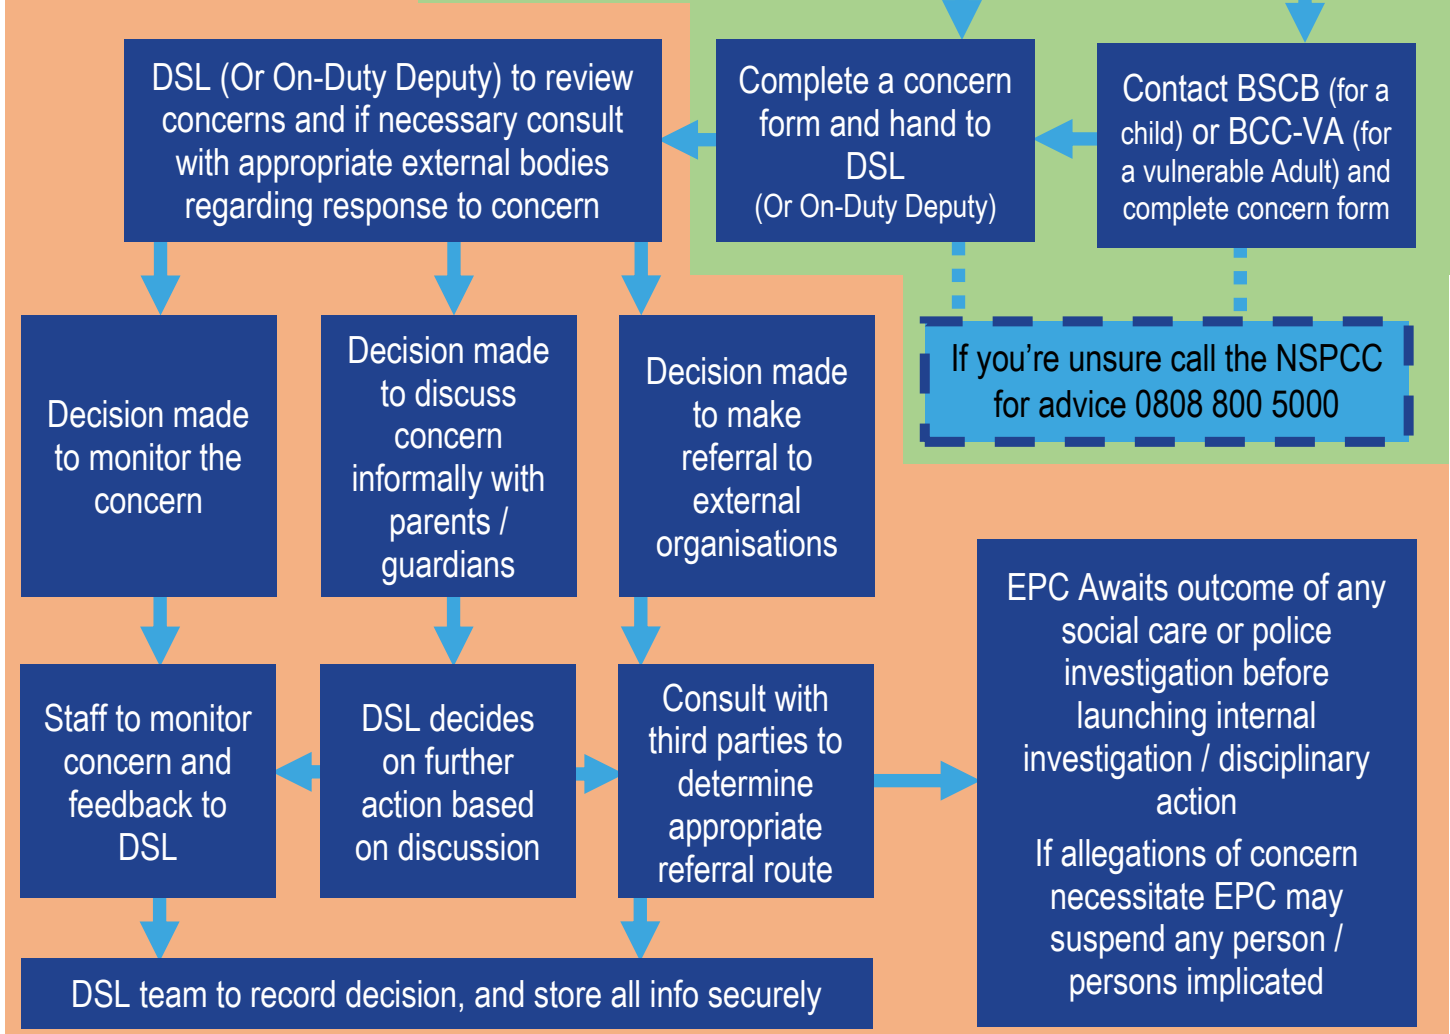 DSL (Or On-Duty Deputy) to review
concerns and if necessary consult
with appropriate external bodies
regarding response to concern
Complete a concern
form and hand to
DSL
(Or On-Duty Deputy)
Contact BSCB (for a
child) or BCC-VA (for
a vulnerable Adult) and
complete concern form
If you’re unsure call the NSPCC
for advice 0808 800 5000
Decision made
to monitor the
concern
Decision made
to discuss
concern
informally with
parents /
guardians
Decision made
to make
referral to
external
organisations
Staff to monitor
concern and
feedback to
DSL
DSL decides
on further
action based
on discussion
Consult with
third parties to
determine
appropriate
referral route
EPC Awaits outcome of any
social care or police
investigation before
launching internal
investigation / disciplinary
action
If allegations of concern
necessitate EPC may
suspend any person /
persons implicated
DSL team to record decision, and store all info securely